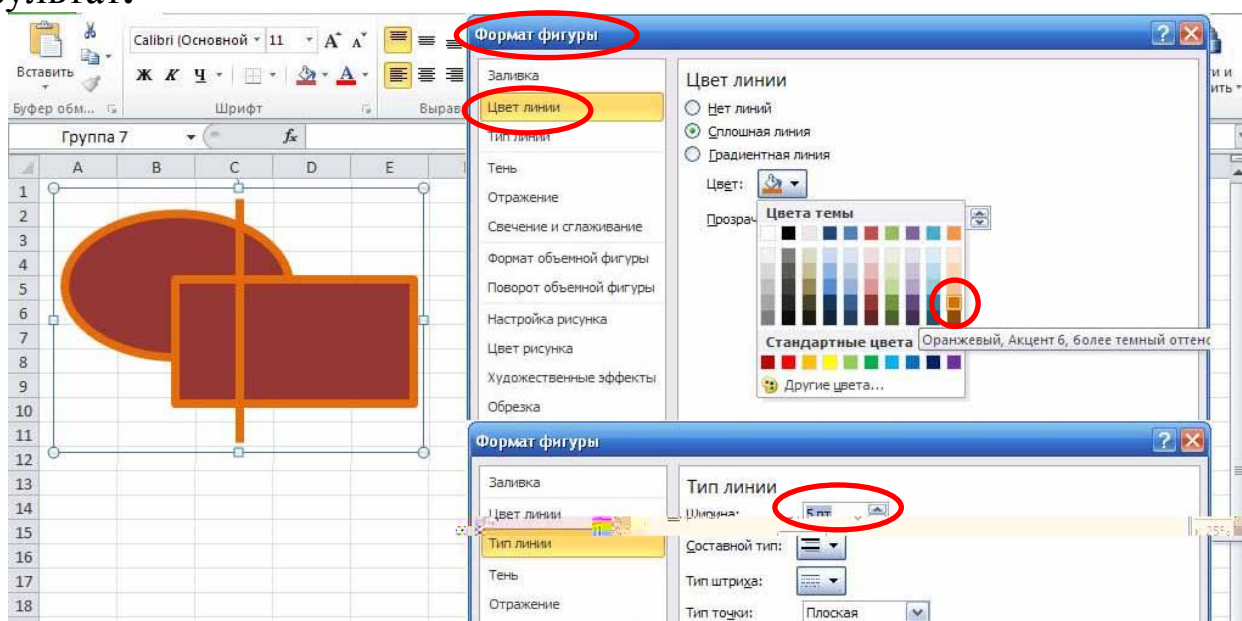 Вставить
Calibri (Основной
11
А А
Ж К Ч
А
Буфер обм...
Шрифт
Вырав
Группа 7
fx
A B C D E
1
2
3
4
5
6
7
8
9
10
11
12
13
14
15
16
17
18
Формат фигуры
Заливка
Цвет линии
Тип линии
Тень
Отражение
Свечение и сглаживание
Формат объемной фигуры
Поворот объемной фигуры
Настройка рисунка
Цвет рисунка
Художественные эффекты
Обрезка
Цвет линии
Нет линий
Сплошная линия
Градиентная линия
Цвет:
Прозрач
Цвета темы
Стандартные цвета
Оранжевый, Акцент 6, более темный оттено
Другие цвета...
Формат фигуры
Заливка
Цвет линии
Тип линии
Тень
Отражение
Тип линии
Ширина: 5 пт
Составной тип:
Тип штриха:
Тип точки: Плоская